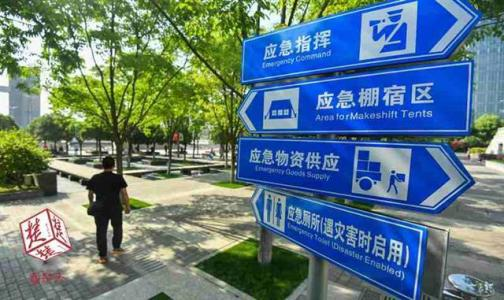 应急指挥
Emergency Command
应急棚宿区
Area for Makeshift Tents
应急物资供应
Emergency Goods Supply
应急厕所(遇灾害时启用)
Emergency Toilet (Disaster Enabled)